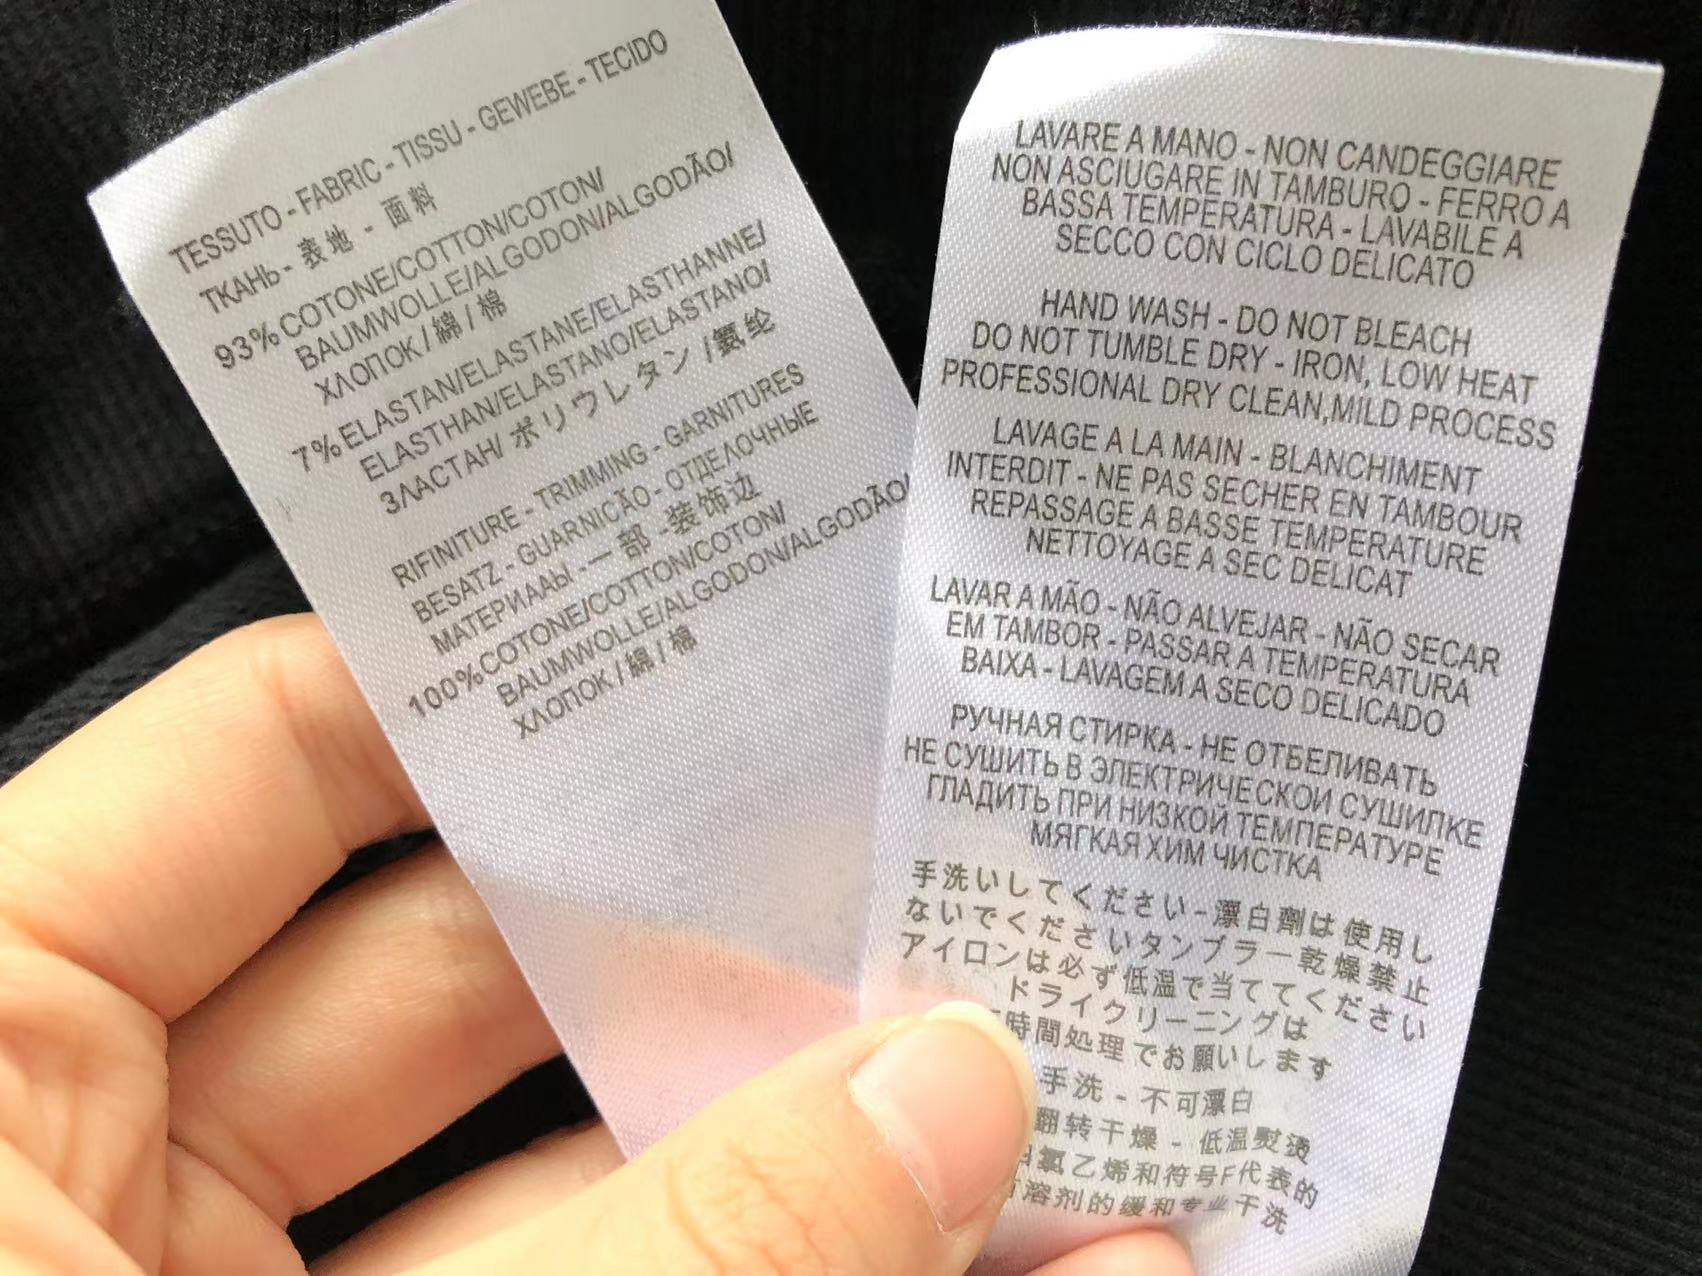 TESSUTO - FABRIC - TISSU - GEWEBE - TECIDO
ТКАНЬ - 表地 - 面料
93% COTONE/COTTON/COTON/
BAUMWOLLE/ALGODON/ALGODÃO/
ХЛОПОК / 綿 / 棉
7% ELASTAN/ELASTANE/ELASTHANNE/
ELASTHAN/ELASTANO/ELASTANO/
ЗЛАСТАН/ ポリウレタン /氨纶
RIFINITURE - TRIMMING - GARNITURES
BESATZ - GUARNICÃO - ОТДЕЛОЧНЫЕ
МАТЕРИААЫ - 一部 - 装饰边
100% COTONE/COTTON/COTON/
BAUMWOLLE/ALGODON/ALGODÃO/
ХЛОПОК / 綿 / 棉
LAVARE A MANO - NON CANDEGGIARE
NON ASCIUGARE IN TAMBURO - FERRO A
BASSA TEMPERATURA - LAVABILE A
SECCO CON CICLO DELICATO
HAND WASH - DO NOT BLEACH
DO NOT TUMBLE DRY - IRON, LOW HEAT
PROFESSIONAL DRY CLEAN,MILD PROCESS
LAVAGE A LA MAIN - BLANCHIMENT
INTERDIT - NE PAS SECHER EN TAMBOUR
REPASSAGE A BASSE TEMPERATURE
NETTOYAGE A SEC DELICAT
LAVAR A MÃO - NÃO ALVEJAR - NÃO SECAR
EM TAMBOR - PASSAR A TEMPERATURA
BAIXA - LAVAGEM A SECO DELICADO
РУЧНАЯ СТИРКА - НЕ ОТБЕЛИВАТЬ
НЕ СУШИТЬ В ЭЛЕКТРИЧЕСКОИ СУШИЛКЕ
ГЛАДИТЬ ПРИ НИЗКОЙ ТЕМПЕРАТУРЕ
МЯГКАЯ ХИМ ЧИСТКА
手洗いしてください-漂白劑は使用し
ないでくださいタンブラー乾燥禁止
アイロンは必ず低温で当ててください
ドライクリーニングは
時間処理でお願いします
手洗 - 不可漂白
翻转干燥 - 低温熨烫
氯乙烯和符号F代表的
溶剂的缓和专业干洗